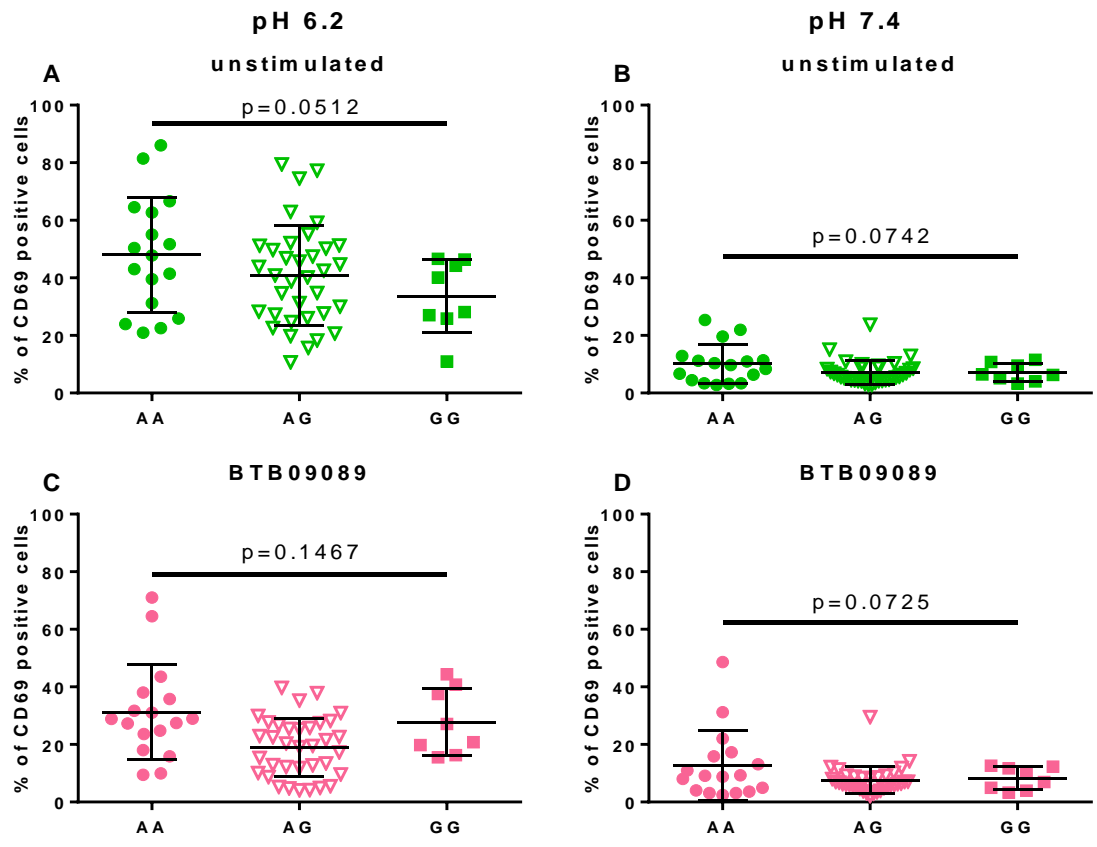 pH 6.2
pH 7.4
A
unstimulated
% of CD69 positive cells
100
80
60
40
20
0
p=0.0512
AA
AG
GG
B
unstimulated
% of CD69 positive cells
100
80
60
40
20
0
p=0.0742
AA
AG
GG
C
BTB09089
% of CD69 positive cells
100
80
60
40
20
0
p=0.1467
AA
AG
GG
D
BTB09089
% of CD69 positive cells
100
80
60
40
20
0
p=0.0725
AA
AG
GG